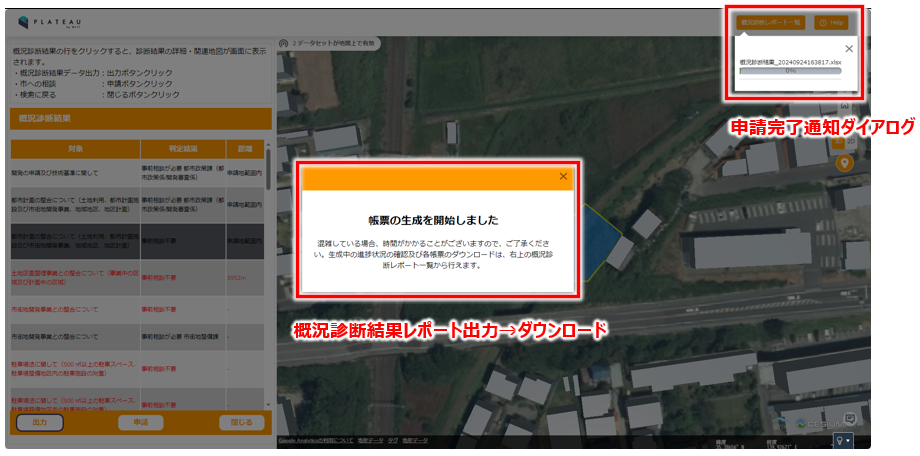 PLATEAU
by MLIT
概況診断レポート一覧
Help
概況診断結果の行をクリックすると、診断結果の詳細・関連地図が画面に表示
されます。
・概況診断結果データ出力：出力ボタンクリック
・市への相談　　　　　　：申請ボタンクリック
・検索に戻る　　　　　　：閉じるボタンクリック
2 データセットが地図上で有効
概況診断結果_20240924163817.xlsx
0%
申請完了通知ダイアログ
2D
概況診断結果
対象 判定結果 距離
開発の申請及び技術基準に関して 事前相談が必要 都市政策課（都
市政策係/開発審査係） 申請地範囲内
都市計画の整合について（土地利用、都市計画施
設及び市街地開発事業、地域地区、地区計画） 事前相談が必要 都市政策課（都
市政策係/開発審査係） 申請地範囲内
都市計画の整合について（土地利用、都市計画施
設及び市街地開発事業、地域地区、地区計画） 事前相談不要 申請地範囲内
土地区画整理事業との整合について（事業中の区
域及び計画中の区域） 事前相談不要
市街地開発事業との整合について 事前相談不要 -
市街地開発事業との整合について 事前相談が必要 市街地整備課 -
駐車場法に関して（500㎡以上の駐車スペース、
駐車場整備地区内の駐車施設の附置） 事前相談不要 -
駐車場法に関して（500㎡以上の駐車スペース、
駐車場整備地区内の駐車施設の附置） 事前相談不要 -
帳票の生成を開始しました
混雑している場合、時間がかかることがございますので、ご了承くださ
い。生成中の進捗状況の確認及び各帳票のダウンロードは、右上の概況診
断レポート一覧から行えます。
概況診断結果レポート出力→ダウンロード
出力 申請 閉じる
Google Analyticsの利用について 地形データ タグ 地形データ
CESIUM
緯度 経度